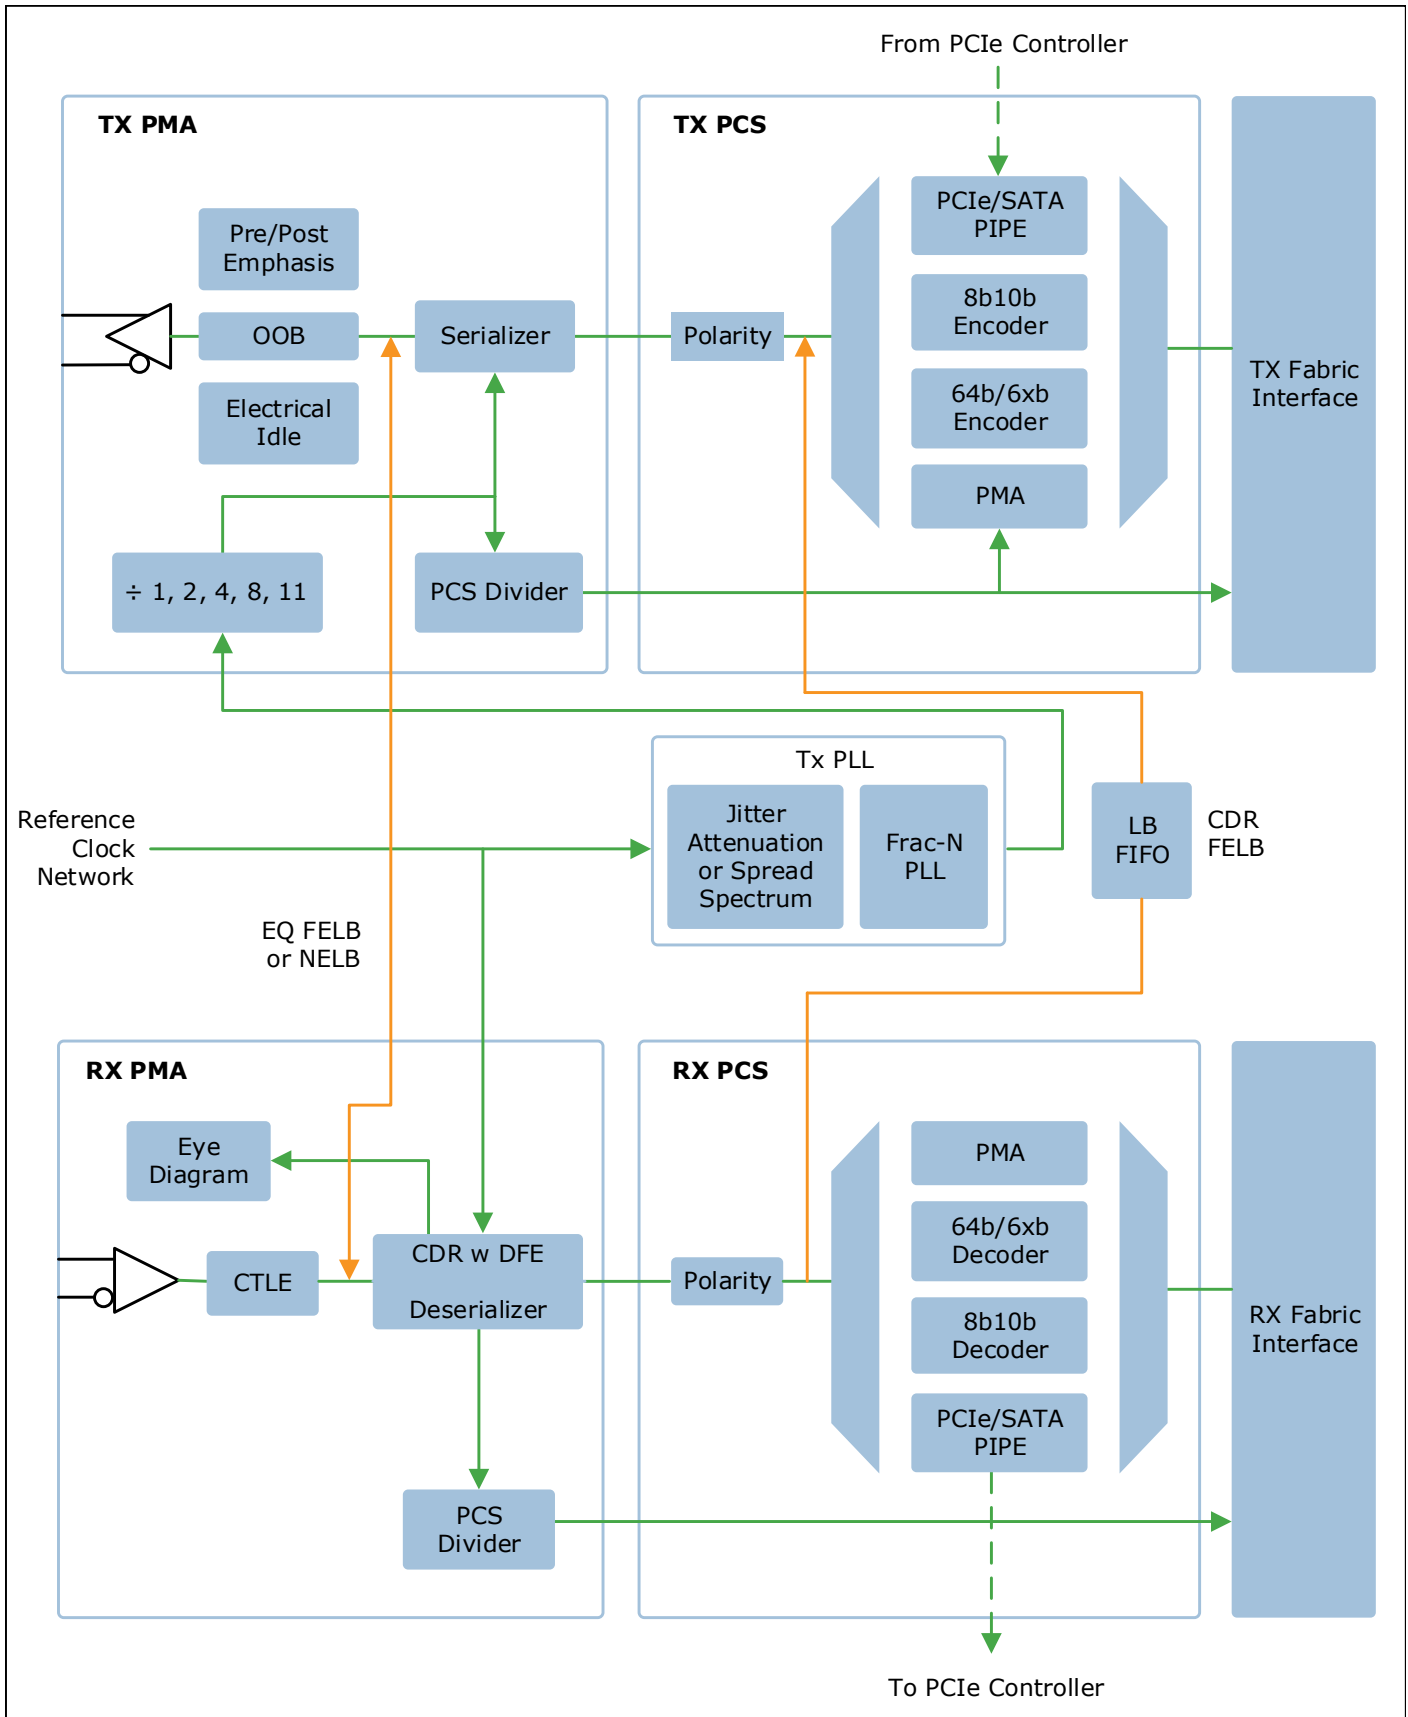 From PCIe Controller
TX PMA
TX PCS
Pre/Post
Emphasis
OOB
Electrical
Idle
Serializer
÷ 1, 2, 4, 8, 11
PCS Divider
Polarity
PCIe/SATA
PIPE
8b10b
Encoder
64b/6xb
Encoder
PMA
TX Fabric
Interface
Reference
Clock
Network
EQ FELB
or NELB
Tx PLL
Jitter
Attenuation
or Spread
Spectrum
Frac-N
PLL
LB
FIFO
CDR
FELB
RX PMA
RX PCS
Eye
Diagram
CTLE
CDR w DFE
Deserializer
PCS
Divider
Polarity
PMA
64b/6xb
Decoder
8b10b
Decoder
PCIe/SATA
PIPE
RX Fabric
Interface
To PCIe Controller